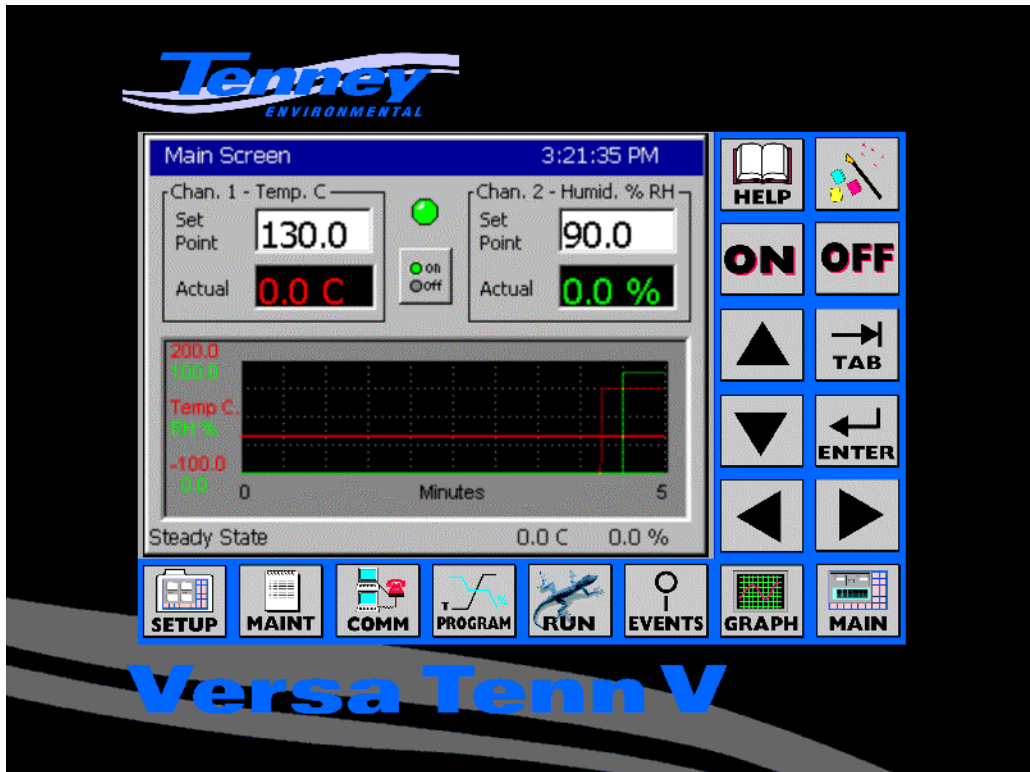 Tenney
ENVIRONMENTAL
Main Screen 3:21:35 PM
Chan. 1 - Temp. C
Set
Point
130.0
Actual
0.0 C
on
off
Chan. 2 - Humid. % RH
Set
Point
90.0
Actual
0.0 %
200.0
100.0
Temp C.
RH %
-100.0
0.0
0 Minutes 5
Steady State 0.0 C 0.0 %
HELP
ON OFF
TAB
ENTER
SETUP MAINT COMM T % PROGRAM RUN EVENTS GRAPH MAIN
Versa Tenn V